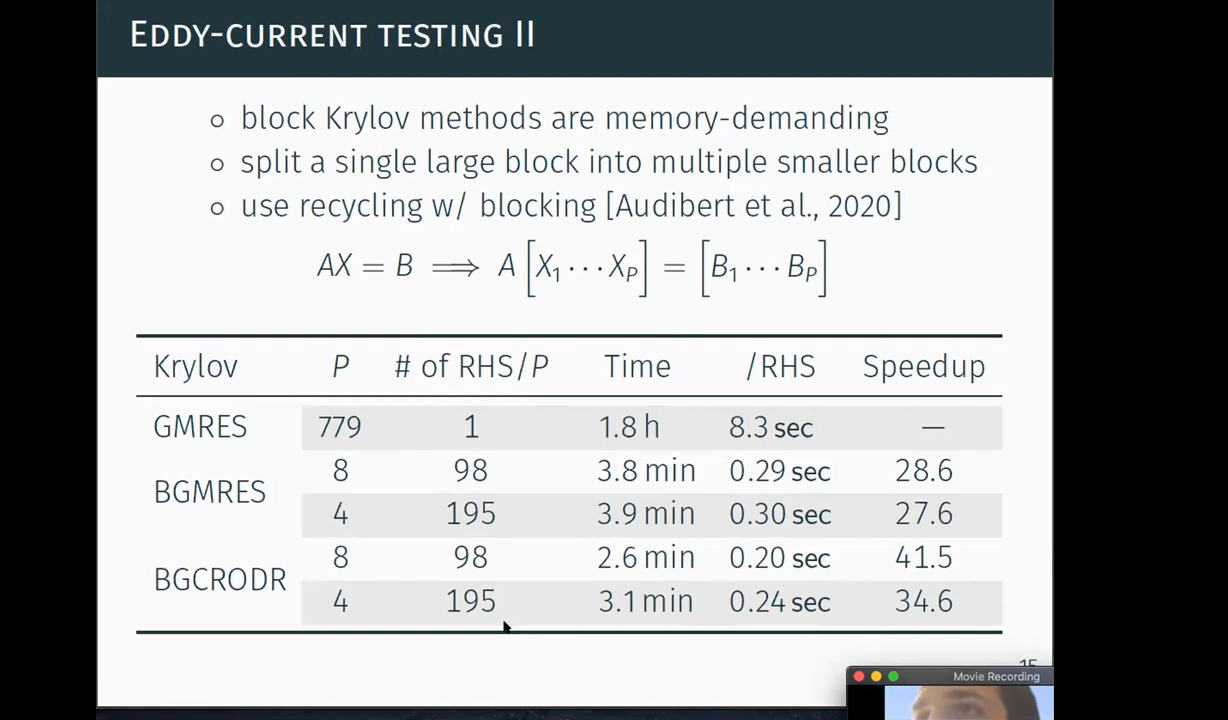 EDDY-CURRENT TESTING II
◦ block Krylov methods are memory-demanding
◦ split a single large block into multiple smaller blocks
◦ use recycling w/ blocking [Audibert et al., 2020]
AX = B ⟹ A [X₁ ⋯ X_P] = [B₁ ⋯ B_P]
Krylov P # of RHS/P Time /RHS Speedup
GMRES 779 1 1.8 h 8.3 sec —
BGMRES 8 98 3.8 min 0.29 sec 28.6
4 195 3.9 min 0.30 sec 27.6
BGCRODR 8 98 2.6 min 0.20 sec 41.5
4 195 3.1 min 0.24 sec 34.6
15
Movie Recording